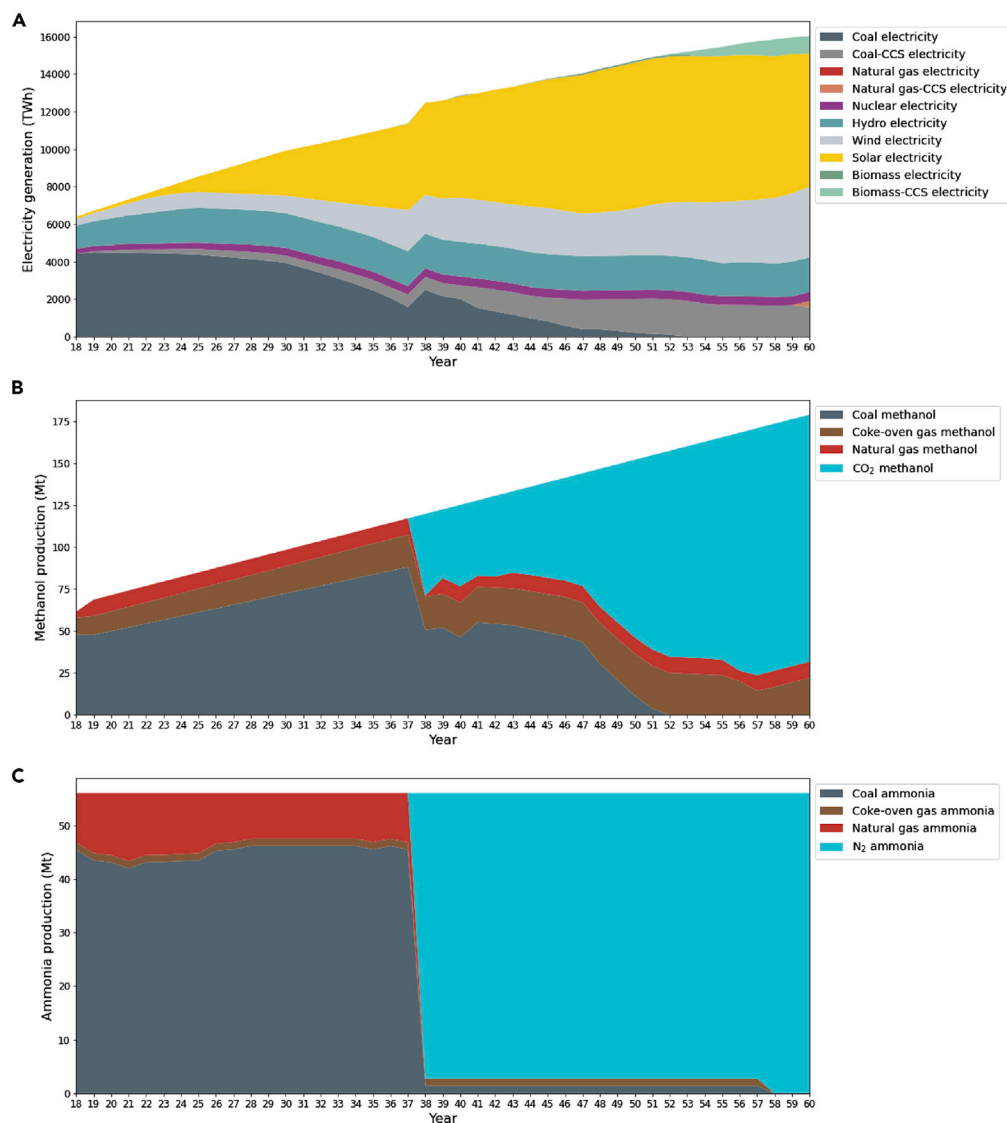 A
Electricity generation (TWh)
16000
14000
12000
10000
8000
6000
4000
2000
0
18 19 20 21 22 23 24 25 26 27 28 29 30 31 32 33 34 35 36 37 38 39 40 41 42 43 44 45 46 47 48 49 50 51 52 53 54 55 56 57 58 59 60
Year
Coal electricity
Coal-CCS electricity
Natural gas electricity
Natural gas-CCS electricity
Nuclear electricity
Hydro electricity
Wind electricity
Solar electricity
Biomass electricity
Biomass-CCS electricity
B
Methanol production (Mt)
175
150
125
100
75
50
25
0
18 19 20 21 22 23 24 25 26 27 28 29 30 31 32 33 34 35 36 37 38 39 40 41 42 43 44 45 46 47 48 49 50 51 52 53 54 55 56 57 58 59 60
Year
Coal methanol
Coke-oven gas methanol
Natural gas methanol
CO₂ methanol
C
Ammonia production (Mt)
50
40
30
20
10
0
18 19 20 21 22 23 24 25 26 27 28 29 30 31 32 33 34 35 36 37 38 39 40 41 42 43 44 45 46 47 48 49 50 51 52 53 54 55 56 57 58 59 60
Year
Coal ammonia
Coke-oven gas ammonia
Natural gas ammonia
N₂ ammonia